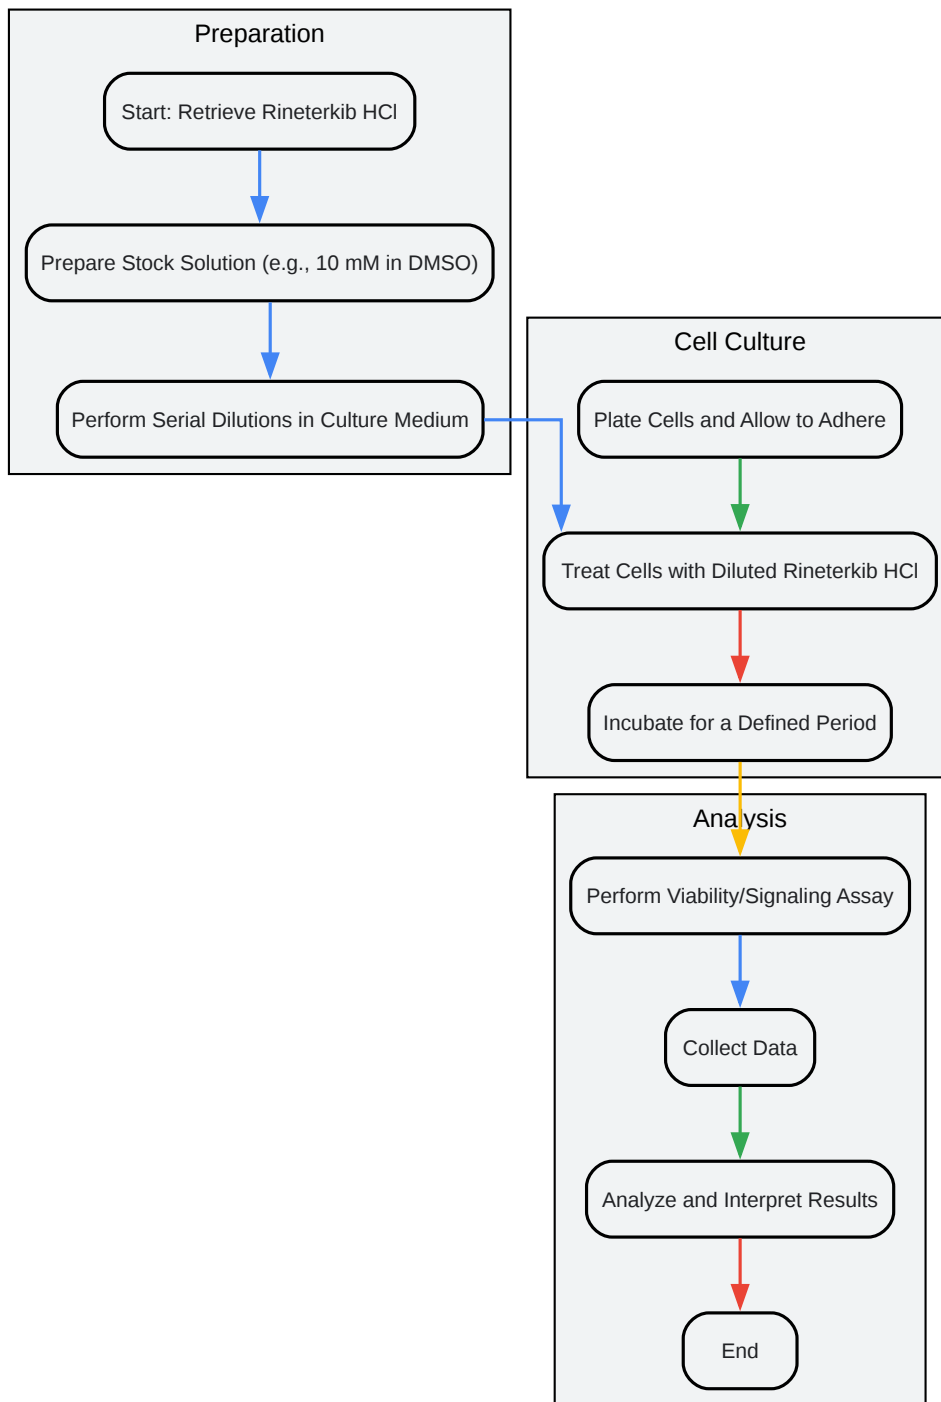 Preparation
Start: Retrieve Rineterkib HCl
Prepare Stock Solution (e.g., 10 mM in DMSO)
Perform Serial Dilutions in Culture Medium
Cell Culture
Plate Cells and Allow to Adhere
Treat Cells with Diluted Rineterkib HCl
Incubate for a Defined Period
Analysis
Perform Viability/Signaling Assay
Collect Data
Analyze and Interpret Results
End